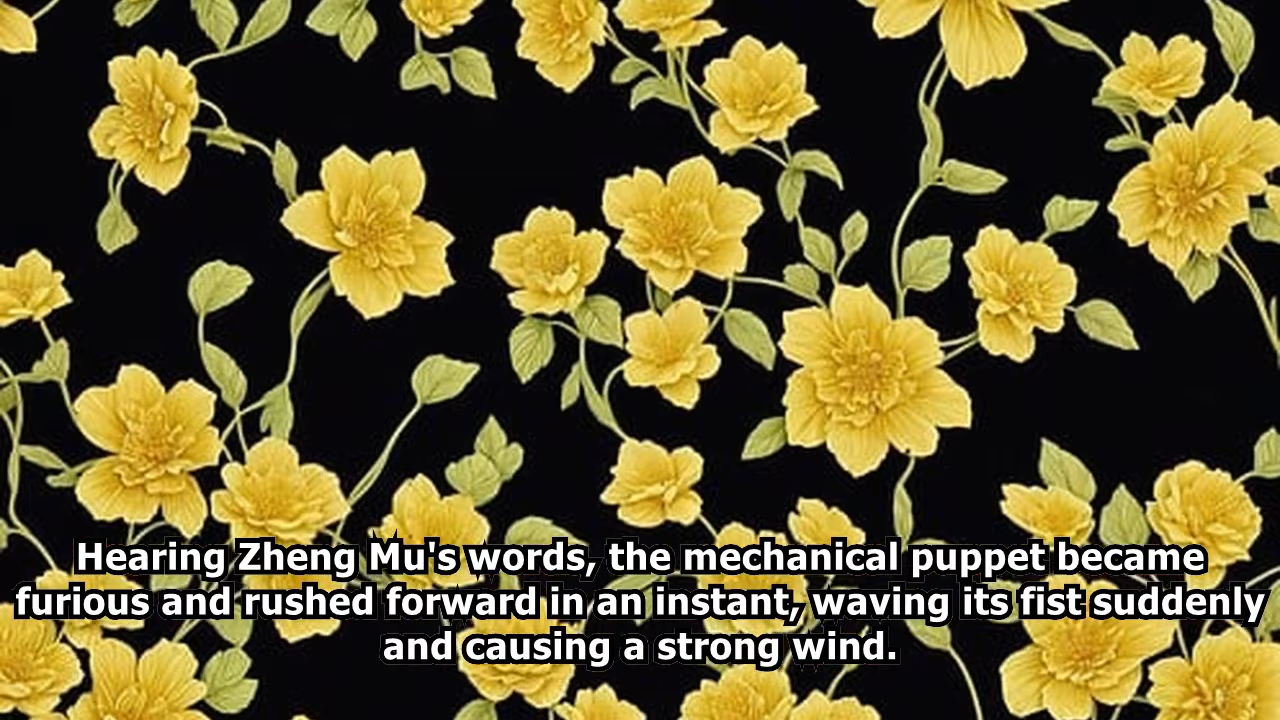 Hearing Zheng Mu's words, the mechanical puppet became
furious and rushed forward in an instant, waving its fist suddenly
and causing a strong wind.